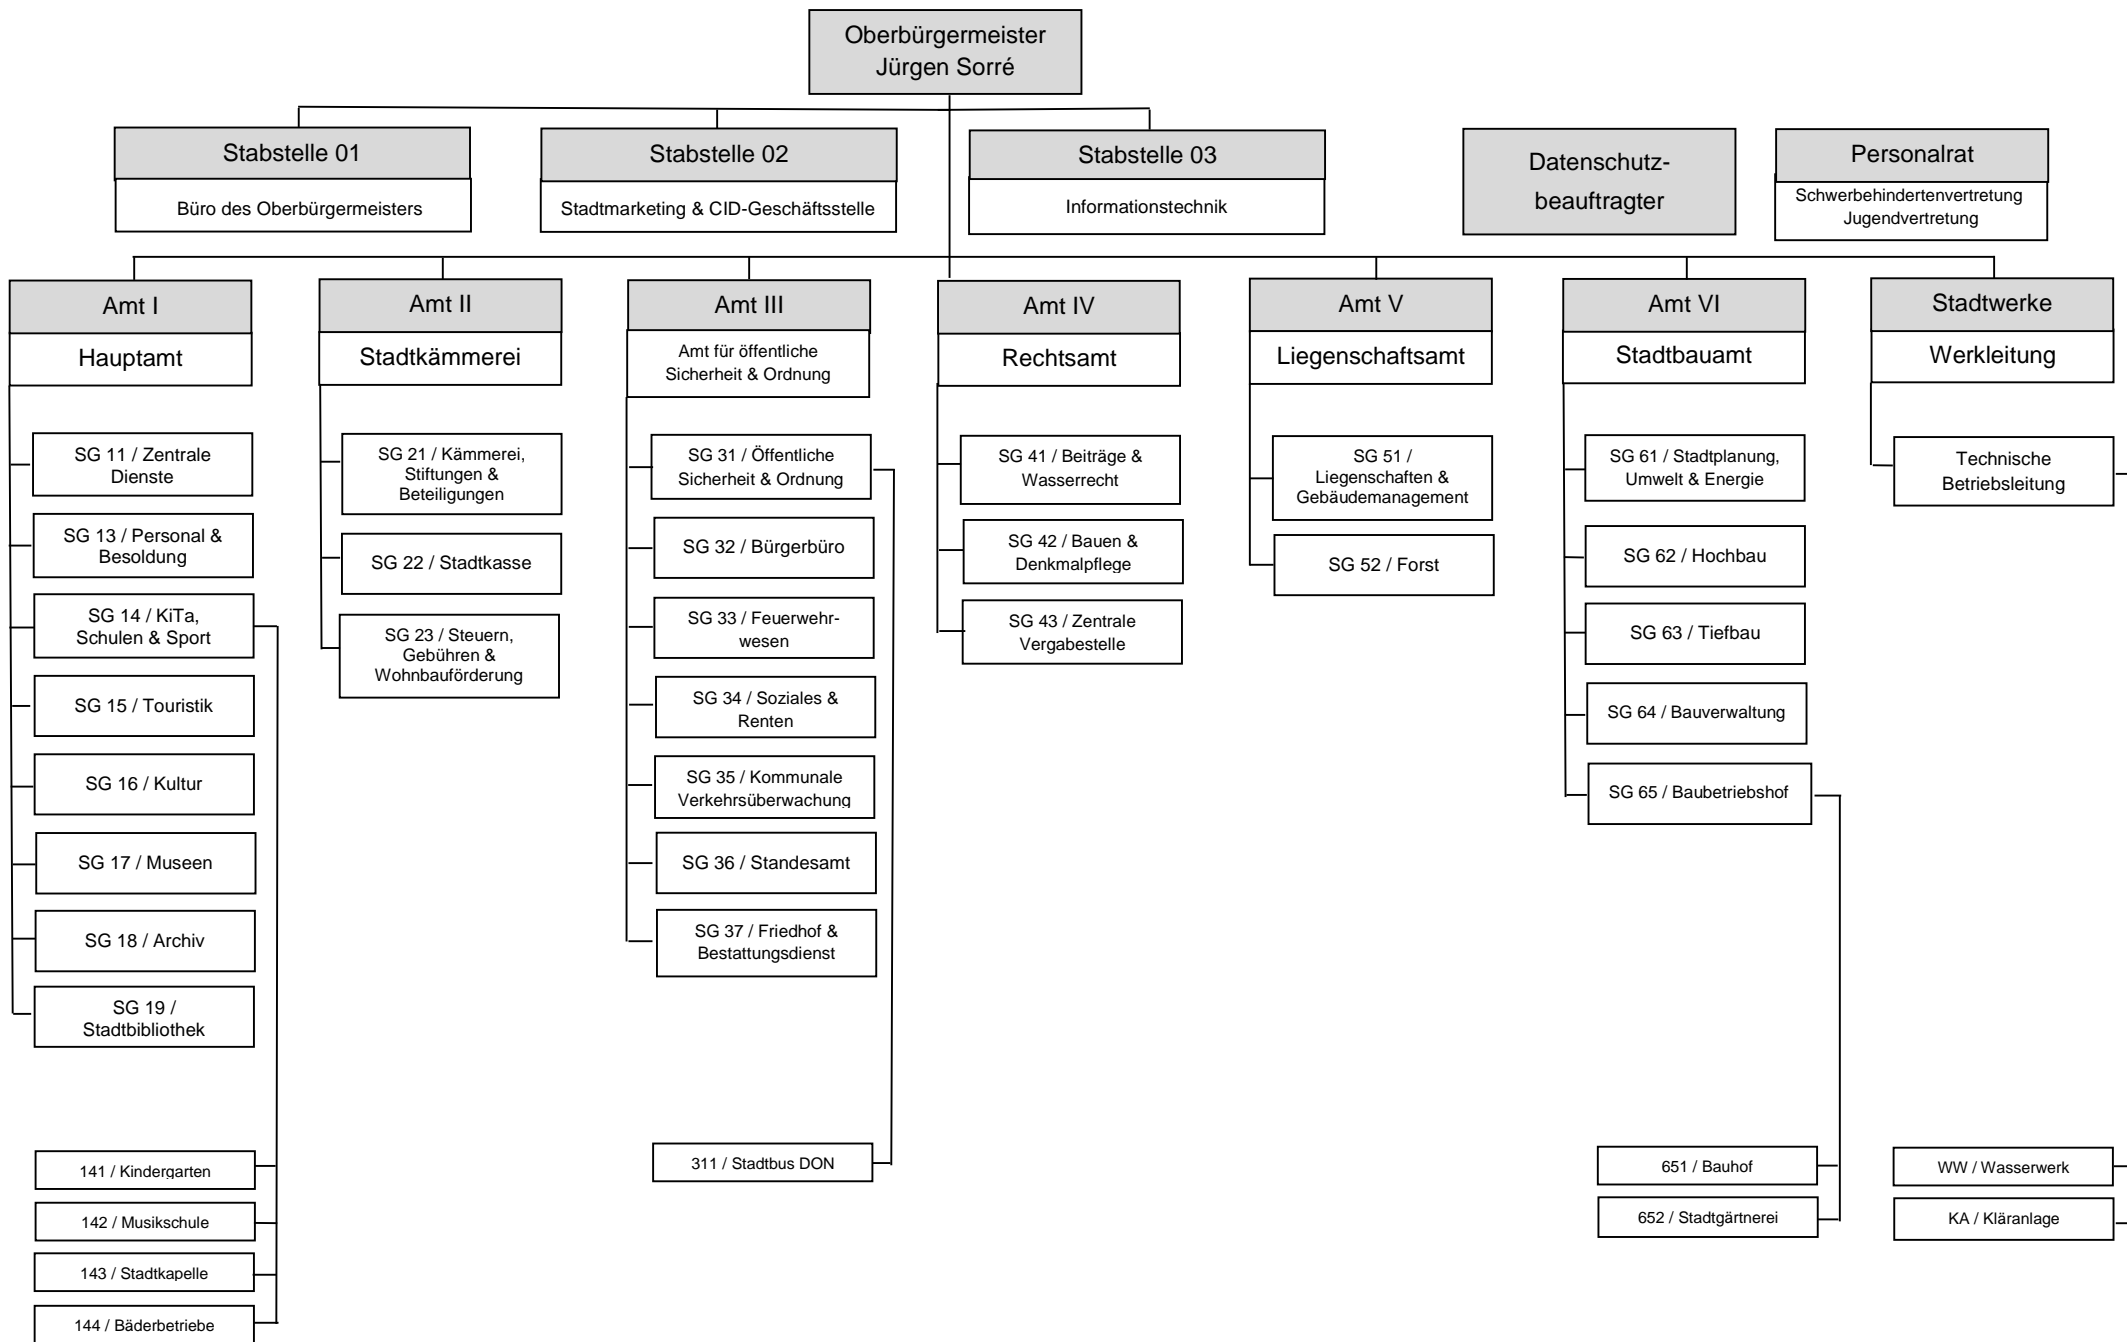 Oberbürgermeister
Jürgen Sorré
Stabstelle 01
Büro des Oberbürgermeisters
Stabstelle 02
Stadtmarketing & CID-Geschäftsstelle
Stabstelle 03
Informationstechnik
Datenschutz-
beauftragter
Personalrat
Schwerbehindertenvertretung
Jugendvertretung
Amt I
Hauptamt
SG 11 / Zentrale
Dienste
SG 13 / Personal &
Besoldung
SG 14 / KiTa,
Schulen & Sport
SG 15 / Touristik
SG 16 / Kultur
SG 17 / Museen
SG 18 / Archiv
SG 19 /
Stadtbibliothek
141 / Kindergarten
142 / Musikschule
143 / Stadtkapelle
144 / Bäderbetriebe
Amt II
Stadtkämmerei
SG 21 / Kämmerei,
Stiftungen &
Beteiligungen
SG 22 / Stadtkasse
SG 23 / Steuern,
Gebühren &
Wohnbauförderung
Amt III
Amt für öffentliche
Sicherheit & Ordnung
SG 31 / Öffentliche
Sicherheit & Ordnung
SG 32 / Bürgerbüro
SG 33 / Feuerwehr-
wesen
SG 34 / Soziales &
Renten
SG 35 / Kommunale
Verkehrsüberwachung
SG 36 / Standesamt
SG 37 / Friedhof &
Bestattungsdienst
311 / Stadtbus DON
Amt IV
Rechtsamt
SG 41 / Beiträge &
Wasserrecht
SG 42 / Bauen &
Denkmalpflege
SG 43 / Zentrale
Vergabestelle
Amt V
Liegenschaftsamt
SG 51 /
Liegenschaften &
Gebäudemanagement
SG 52 / Forst
Amt VI
Stadtbauamt
SG 61 / Stadtplanung,
Umwelt & Energie
SG 62 / Hochbau
SG 63 / Tiefbau
SG 64 / Bauverwaltung
SG 65 / Baubetriebshof
651 / Bauhof
652 / Stadtgärtnerei
Stadtwerke
Werkleitung
Technische
Betriebsleitung
WW / Wasserwerk
KA / Kläranlage